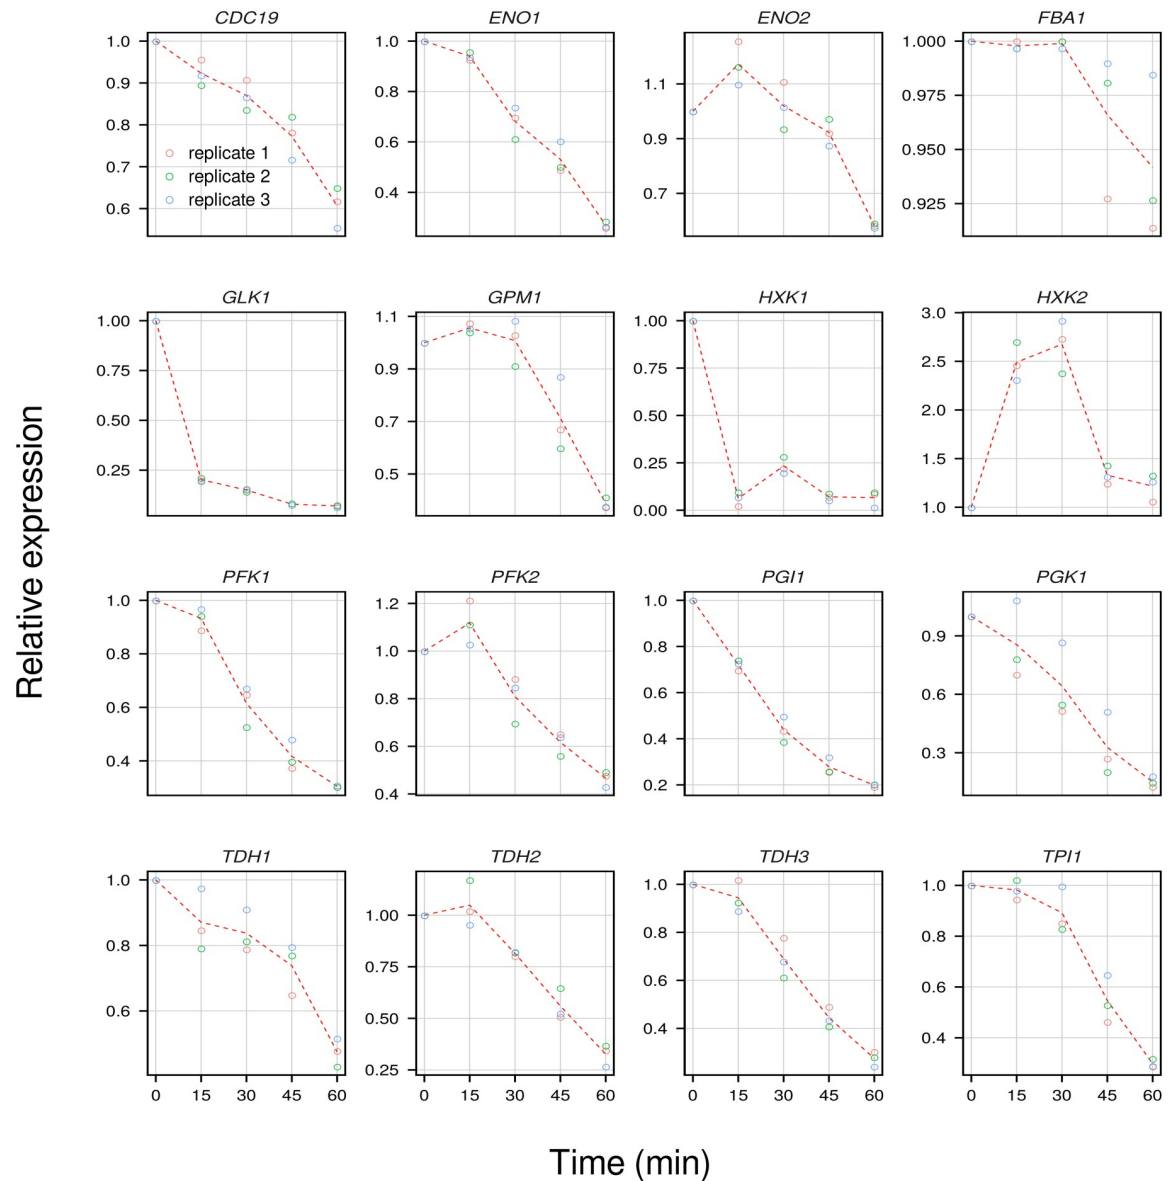 CDC19 ENO1 ENO2 FBA1
1.0 1.0 1.000
0.9 0.8 1.1 0.975
0.8 0.6 0.9 0.950
0.7 0.4 0.7 0.925
0.6
replicate 1
replicate 2
replicate 3
GLK1 GPM1 HXK1 HXK2
1.00 1.1 1.00 3.0
0.75 0.9 0.75 2.5
0.50 0.7 0.50 2.0
0.25 0.5 0.25 1.5
0.00 1.0
Relative expression
PFK1 PFK2 PGI1 PGK1
1.0 1.2 1.0 0.9
0.8 1.0 0.8 0.6
0.6 0.8 0.6 0.3
0.4 0.6 0.4
0.4 0.2
TDH1 TDH2 TDH3 TPI1
1.0 1.00 1.0 1.0
0.8 0.75 0.8 0.8
0.6 0.50 0.6 0.6
0.25 0.4 0.4
0 15 30 45 60 0 15 30 45 60 0 15 30 45 60 0 15 30 45 60
Time (min)